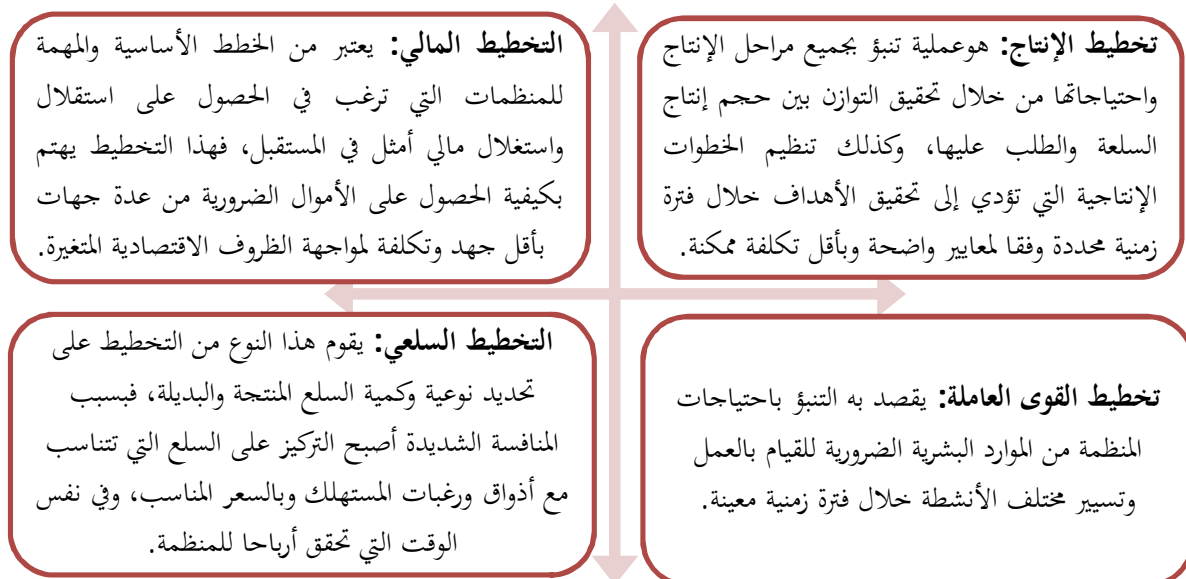 تخطيط الإنتاج: هوعملية تنبؤ بجميع مراحل الإنتاج
واحتياجاتها من خلال تحقيق التوازن بين حجم إنتاج
السلعة والطلب عليها، وكذلك تنظيم الخطوات
الإنتاجية التي تؤدي إلى تحقيق الأهداف خلال فترة
زمنية محددة وفقا لمعايير واضحة وبأقل تكلفة ممكنة.
التخطيط المالي: يعتبر من الخطط الأساسية والمهمة
للمنظمات التي ترغب في الحصول على استقلال
واستغلال مالي أمثل في المستقبل، فهذا التخطيط يهتم
بكيفية الحصول على الأموال الضرورية من عدة جهات
بأقل جهد وتكلفة لمواجهة الظروف الاقتصادية المتغيرة.
تخطيط القوى العاملة: يقصد به التنبؤ باحتياجات
المنظمة من الموارد البشرية الضرورية للقيام بالعمل
وتسيير مختلف الأنشطة خلال فترة زمنية معينة.
التخطيط السلعي: يقوم هذا النوع من التخطيط على
تحديد نوعية وكمية السلع المنتجة والبديلة، فبسبب
المنافسة الشديدة أصبح التركيز على السلع التي تتناسب
مع أذواق ورغبات المستهلك وبالسعر المناسب، وفي نفس
الوقت التي تحقق أرباحا للمنظمة.